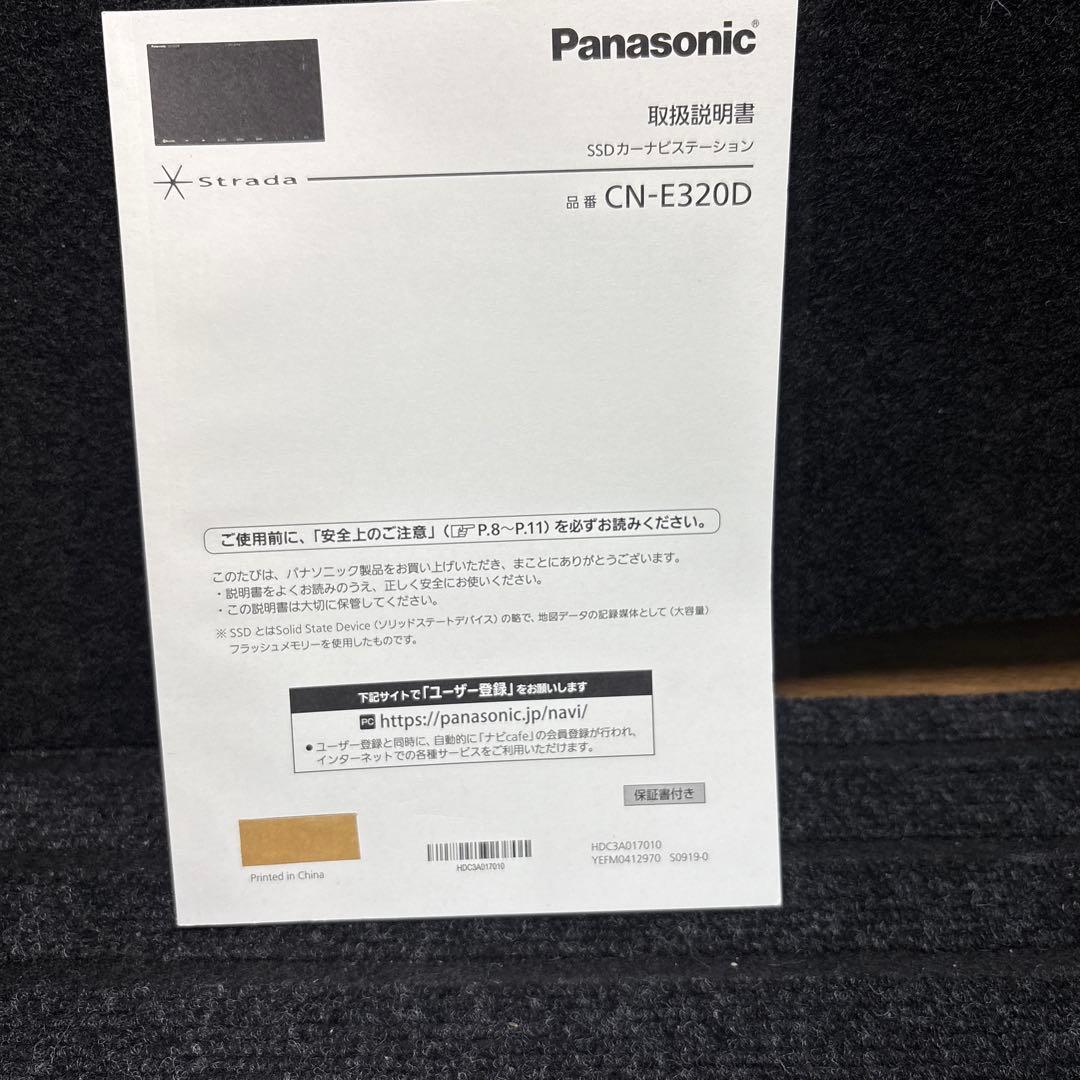 Panasonic®
取扱説明書
SSDカーナビステーション
Strada
品番 CN-E320D
ご使用前に、「安全上のご注意」(☞P.8～P.11)を必ずお読みください。
このたびは、パナソニック製品をお買い上げいただき、まことにありがとうございます。
・説明書をよくお読みのうえ、正しく安全にお使いください。
・この説明書は大切に保管してください。
※ SSD とはSolid State Device (ソリッドステートデバイス) の略で、地図データの記録媒体として (大容量)
フラッシュメモリーを使用したものです。
下記サイトで「ユーザー登録」をお願いします
PC https://panasonic.jp/navi/
● ユーザー登録と同時に、自動的に「ナビcafe」の会員登録が行われ、
インターネットでの各種サービスをご利用いただけます。
保証書付き
Printed in China
HDC3A017010
HDC3A017010
YEFM0412970 S0919-0